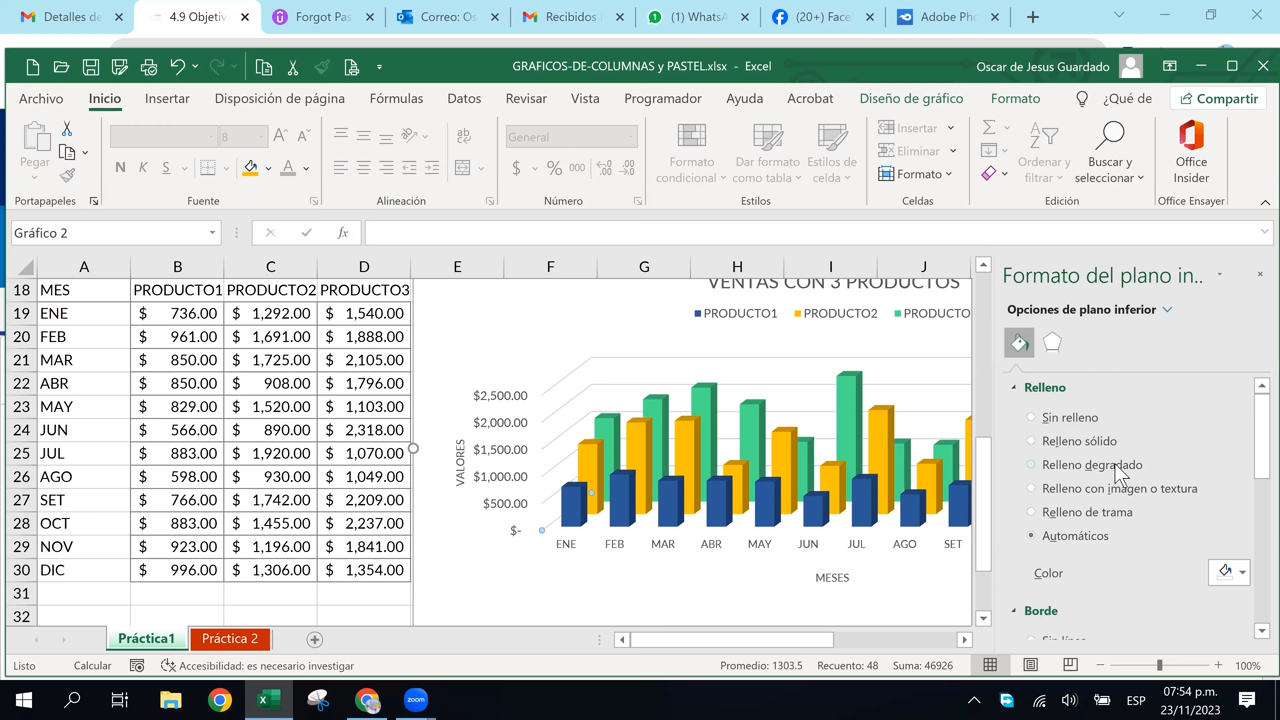 Detalles de
4.9 Objetiv
Forgot Pas
Correo: Os
Recibidos
(1) WhatsA
(20+) Face
Adobe Pho
GRAFICOS-DE-COLUMNAS y PASTEL.xlsx - Excel
Oscar de Jesus Guardado
Archivo Inicio Insertar Disposición de página Fórmulas Datos Revisar Vista Programador Ayuda Acrobat Diseño de gráfico Formato ¿Qué de Compartir
Pegar
8
N K S
General
$ % 000
Formato condicional
Dar formato como tabla
Estilos de celda
Insertar
Eliminar
Formato
Ordenar y filtrar
Buscar y seleccionar
Office Insider
Portapapeles Fuente Alineación Número Estilos Celdas Edición Office Ensayer
Gráfico 2
fx
A B C D E F G H I J
18 MES PRODUCTO1 PRODUCTO2 PRODUCTO3
19 ENE $ 736.00 $ 1,292.00 $ 1,540.00
20 FEB $ 961.00 $ 1,691.00 $ 1,888.00
21 MAR $ 850.00 $ 1,725.00 $ 2,105.00
22 ABR $ 850.00 $ 908.00 $ 1,796.00
23 MAY $ 829.00 $ 1,520.00 $ 1,103.00
24 JUN $ 566.00 $ 890.00 $ 2,318.00
25 JUL $ 883.00 $ 1,920.00 $ 1,070.00
26 AGO $ 598.00 $ 930.00 $ 1,049.00
27 SET $ 766.00 $ 1,742.00 $ 2,209.00
28 OCT $ 883.00 $ 1,455.00 $ 2,237.00
29 NOV $ 923.00 $ 1,196.00 $ 1,841.00
30 DIC $ 996.00 $ 1,306.00 $ 1,354.00
31
32
VENTAS CON 3 PRODUCTOS
PRODUCTO1 PRODUCTO2 PRODUCTO
$2,500.00
$2,000.00
$1,500.00
$1,000.00
$500.00
$-
VALORES
ENE FEB MAR ABR MAY JUN JUL AGO SET
MESES
Formato del plano in..
Opciones de plano inferior
Relleno
Sin relleno
Relleno sólido
Relleno degradado
Relleno con imagen o textura
Relleno de trama
Automáticos
Color
Borde
Sin línea
Práctica1 Práctica 2
Listo Calcular Accesibilidad: es necesario investigar Promedio: 1303.5 Recuento: 48 Suma: 46926 100%
zoom
ESP
07:54 p.m.
23/11/2023